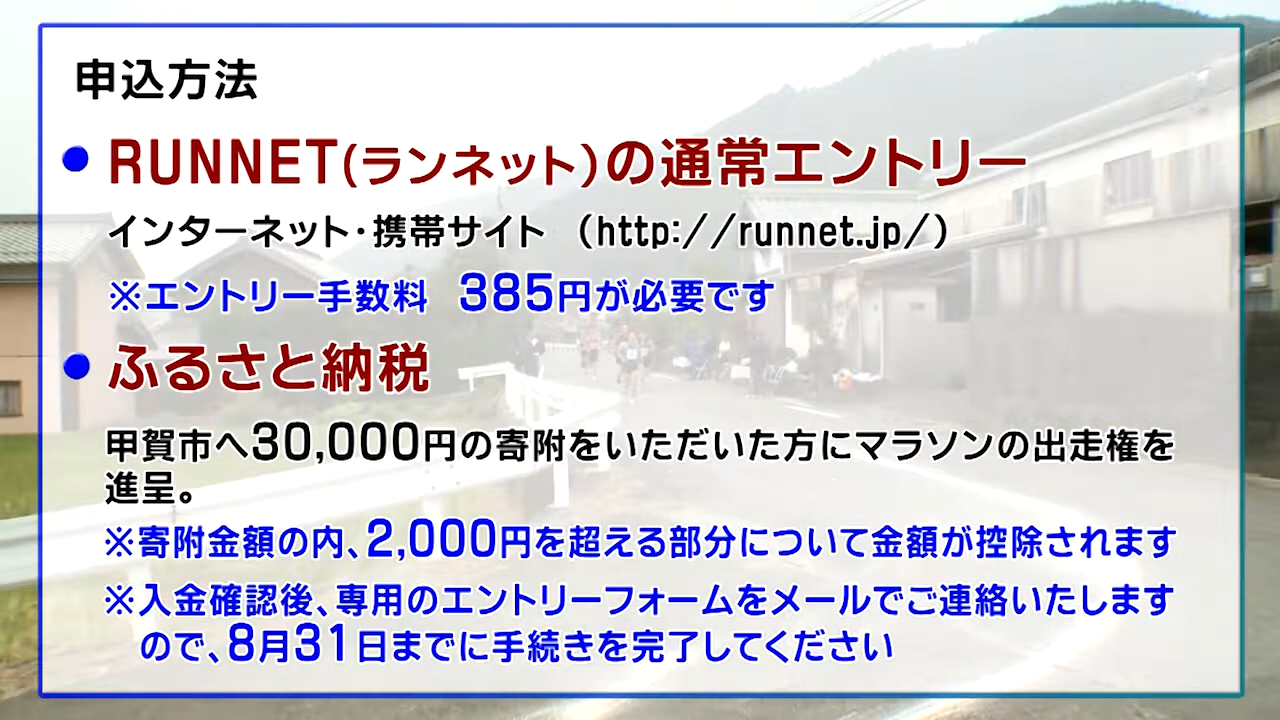 申込方法
● RUNNET(ランネット)の通常エントリー
インターネット・携帯サイト （http://runnet.jp/）
※エントリー手数料 385円が必要です
● ふるさと納税
甲賀市へ30,000円の寄附をいただいた方にマラソンの出走権を
進呈。
※寄附金額の内、2,000円を超える部分について金額が控除されます
※入金確認後、専用のエントリーフォームをメールでご連絡いたします
ので、8月31日までに手続きを完了してください